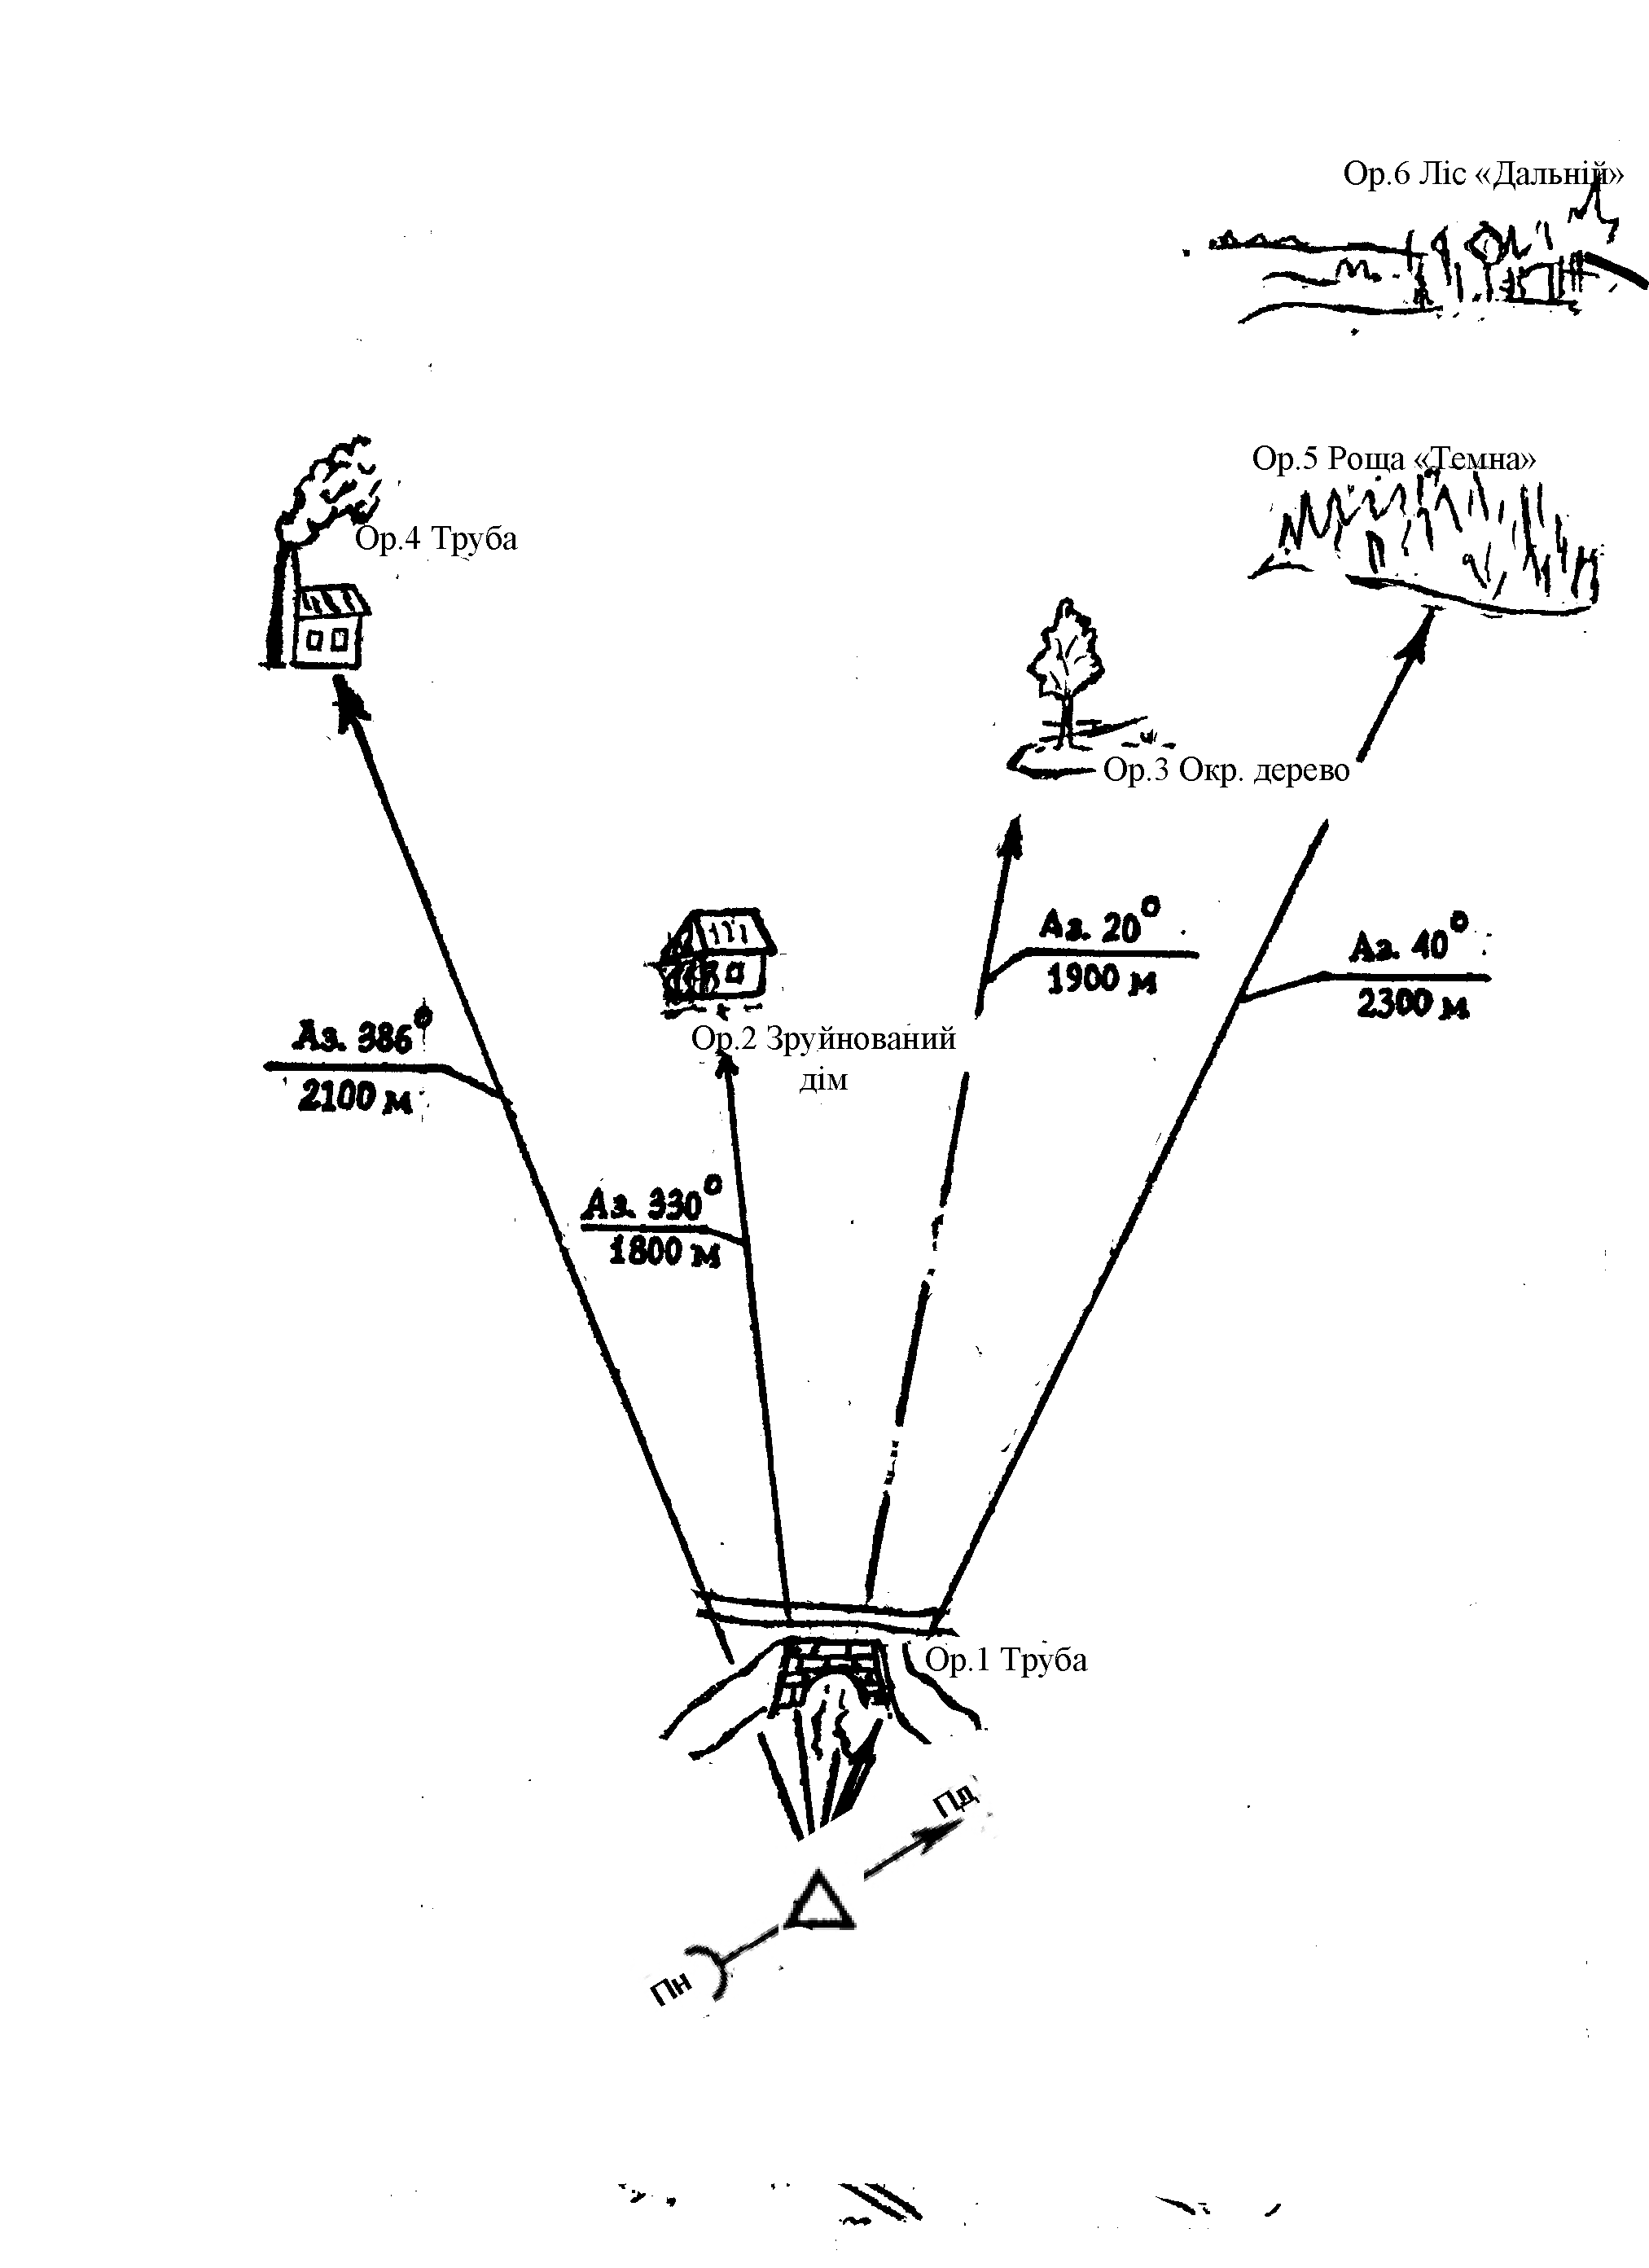 Ор.6 Ліс «Дальній»
Ор.5 Роща «Темна»
Ор.4 Труба
Ор.3 Окр. дерево
Аз. 20°
1900 м
Аз. 40°
2300 м
Аз. 386°
2100 м
Ор.2 Зруйнований
дім
Аз. 330°
1800 м
Ор.1 Труба
Пд
Пн